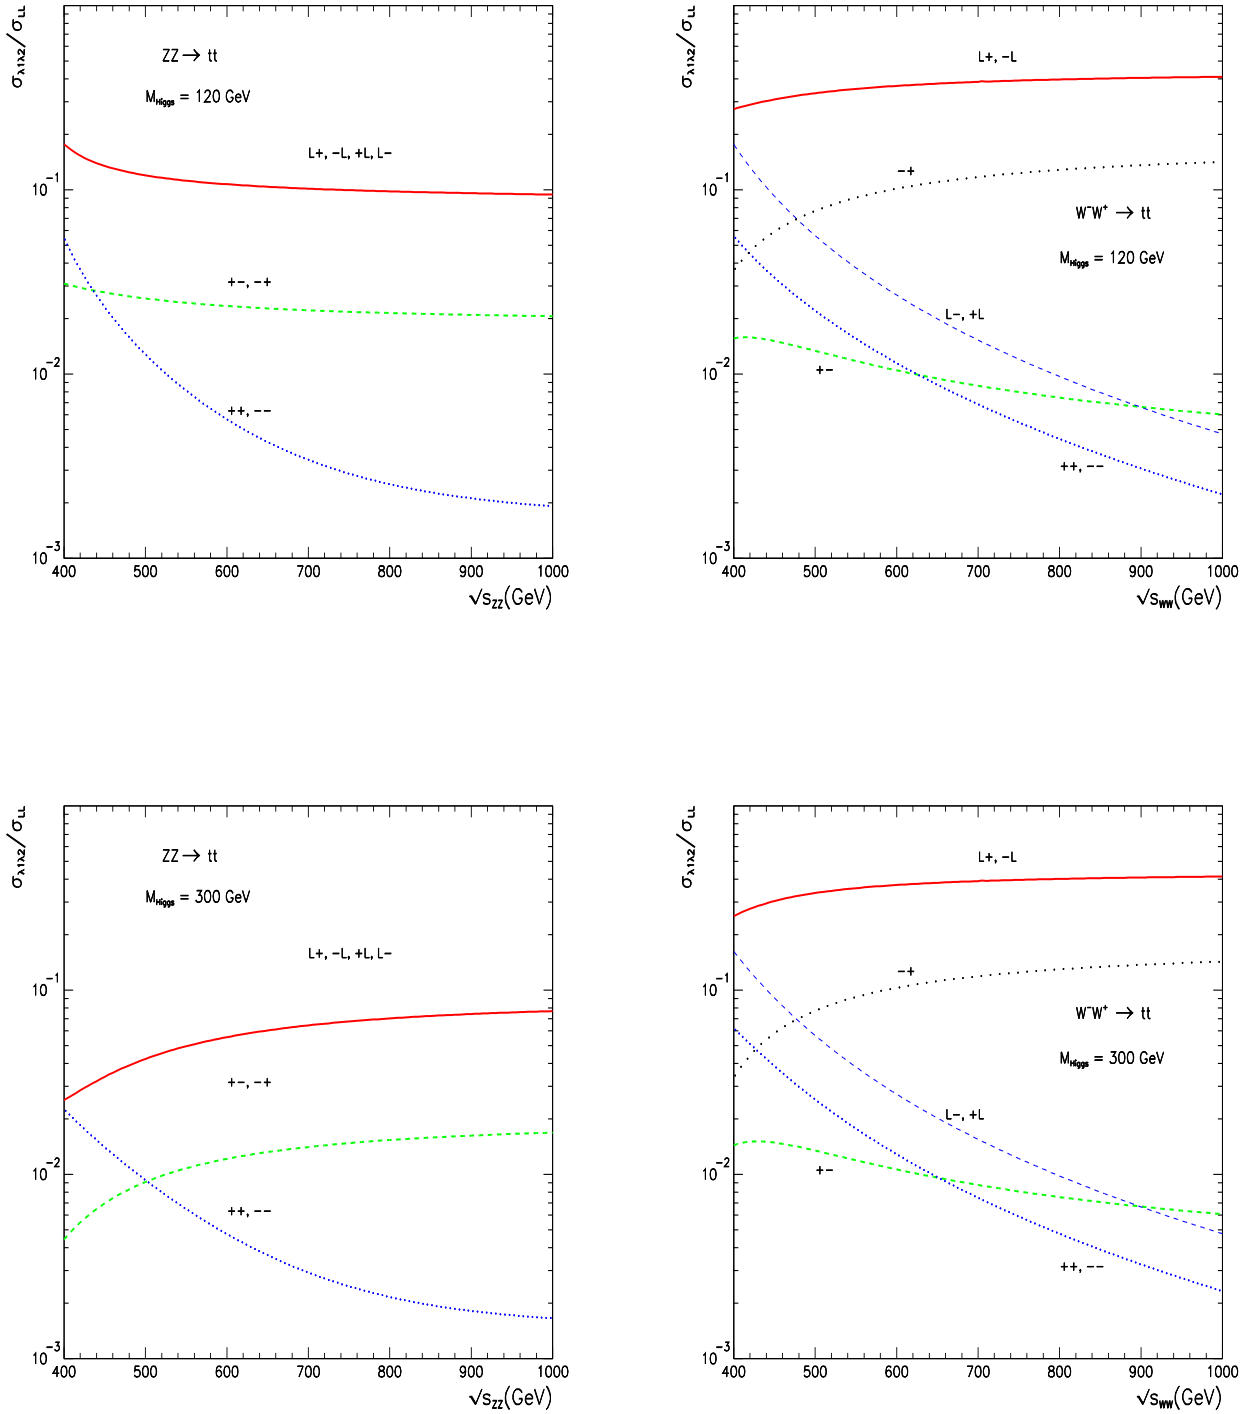 σλ1λ2/σLL
ZZ → tt
MHiggs = 120 GeV
L+, −L, +L, L−
+−, −+
++, −−
10⁻¹
10⁻²
10⁻³
400 500 600 700 800 900 1000
√sZZ(GeV)
σλ1λ2/σLL
L+, −L
−+
W⁻W⁺ → tt
MHiggs = 120 GeV
L−, +L
+−
++, −−
10⁻¹
10⁻²
10⁻³
400 500 600 700 800 900 1000
√sWW(GeV)
σλ1λ2/σLL
ZZ → tt
MHiggs = 300 GeV
L+, −L, +L, L−
+−, −+
++, −−
10⁻¹
10⁻²
10⁻³
400 500 600 700 800 900 1000
√sZZ(GeV)
σλ1λ2/σLL
L+, −L
−+
W⁻W⁺ → tt
MHiggs = 300 GeV
L−, +L
+−
++, −−
10⁻¹
10⁻²
10⁻³
400 500 600 700 800 900 1000
√sWW(GeV)